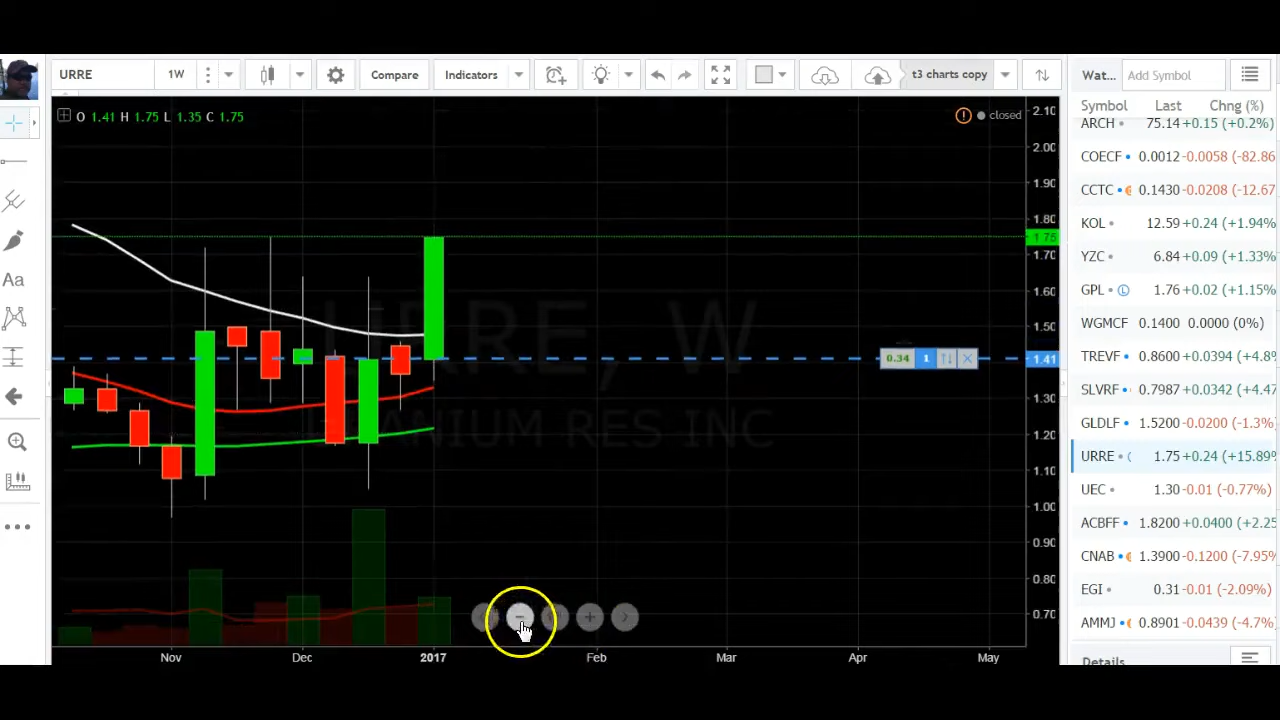 URRE 1W Compare Indicators t3 charts copy Wat... Add Symbol
O 1.41 H 1.75 L 1.35 C 1.75 closed
Symbol Last Chng (%)
ARCH 75.14 +0.15 (+0.2%)
COECF 0.0012 -0.0058 (-82.86
CCTC 0.1430 -0.0208 (-12.67
KOL 12.59 +0.24 (+1.94%)
YZC 6.84 +0.09 (+1.33%)
GPL L 1.76 +0.02 (+1.15%)
WGMCF 0.1400 0.0000 (0%)
TREVF 0.8600 +0.0394 (+4.8%
SLVRF 0.7987 +0.0342 (+4.47
GLDLF 1.5200 -0.0200 (-1.3%)
URRE 1.75 +0.24 (+15.89%
UEC 1.30 -0.01 (-0.77%)
ACBFF 1.8200 +0.0400 (+2.25
CNAB 1.3900 -0.1200 (-7.95%
EGI 0.31 -0.01 (-2.09%)
AMMJ 0.8901 -0.0439 (-4.7%)
Details
Aa
URRE, W
URANIUM RES INC
0.34 1
2.10
2.00
1.90
1.80
1.75
1.70
1.60
1.50
1.41
1.30
1.20
1.10
1.00
0.90
0.80
0.70
Nov Dec 2017 Feb Mar Apr May